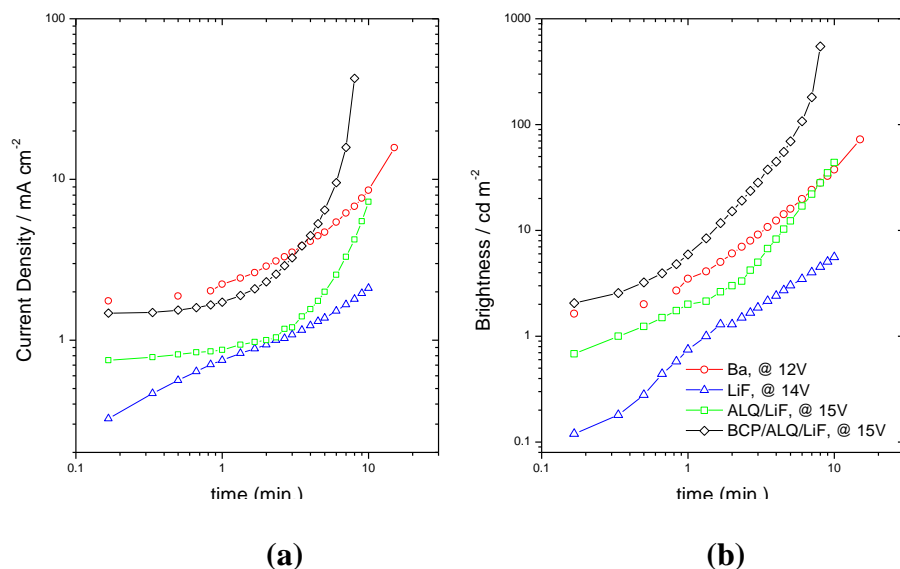 100
10
1
0.1
1
10
Current Density / mA cm-2
time (min.)
(a)
1000
100
10
1
0.1
0.1
1
10
Brightness / cd m-2
Ba, @ 12V
LiF, @ 14V
ALQ/LiF, @ 15V
BCP/ALQ/LiF, @ 15V
time (min.)
(b)